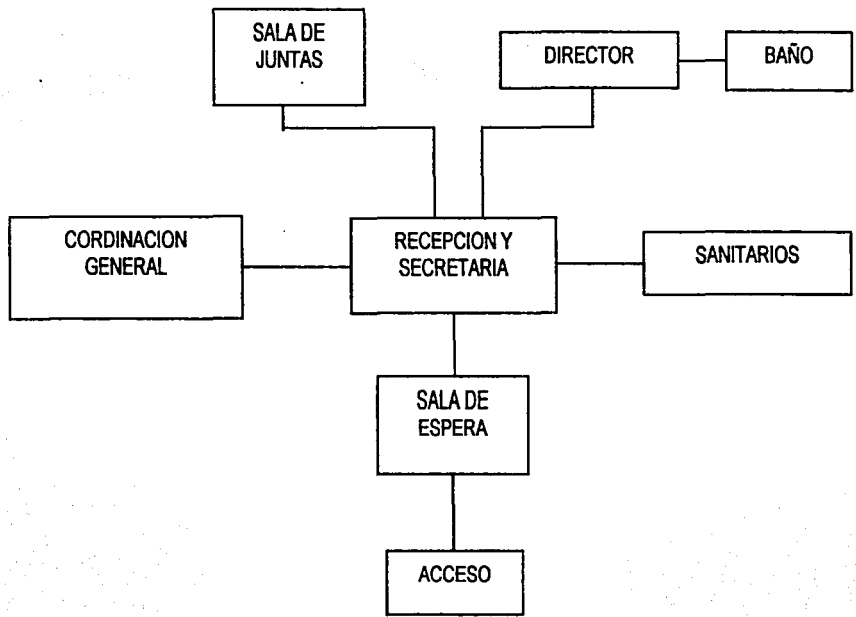 SALA DE
JUNTAS
DIRECTOR
BAÑO
CORDINACION
GENERAL
RECEPCION Y
SECRETARIA
SANITARIOS
SALA DE
ESPERA
ACCESO